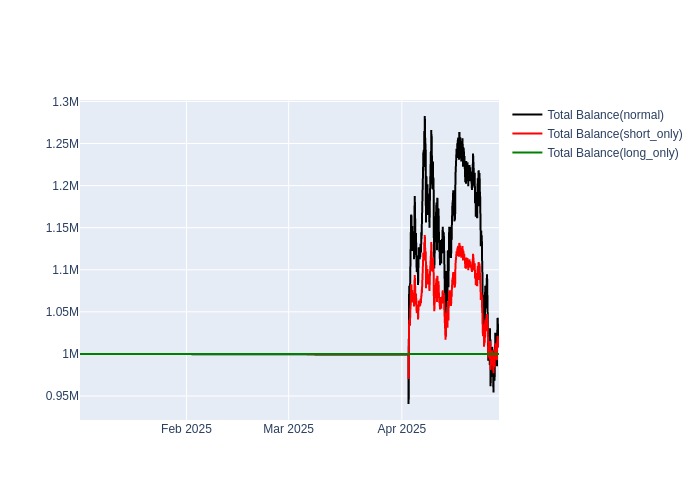 1.3M
1.25M
1.2M
1.15M
1.1M
1.05M
1M
0.95M
Feb 2025
Mar 2025
Apr 2025
Total Balance(normal)
Total Balance(short_only)
Total Balance(long_only)